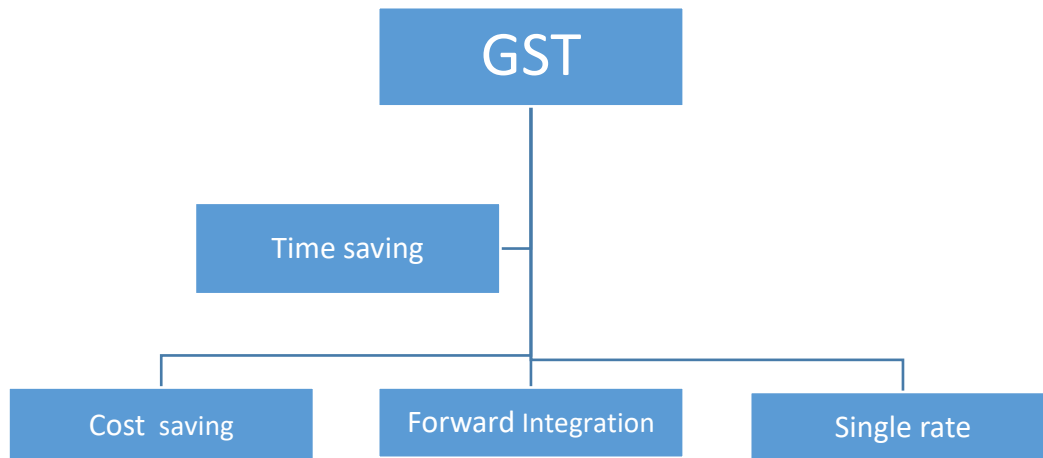 GST
Time saving
Cost saving
Forward Integration
Single rate